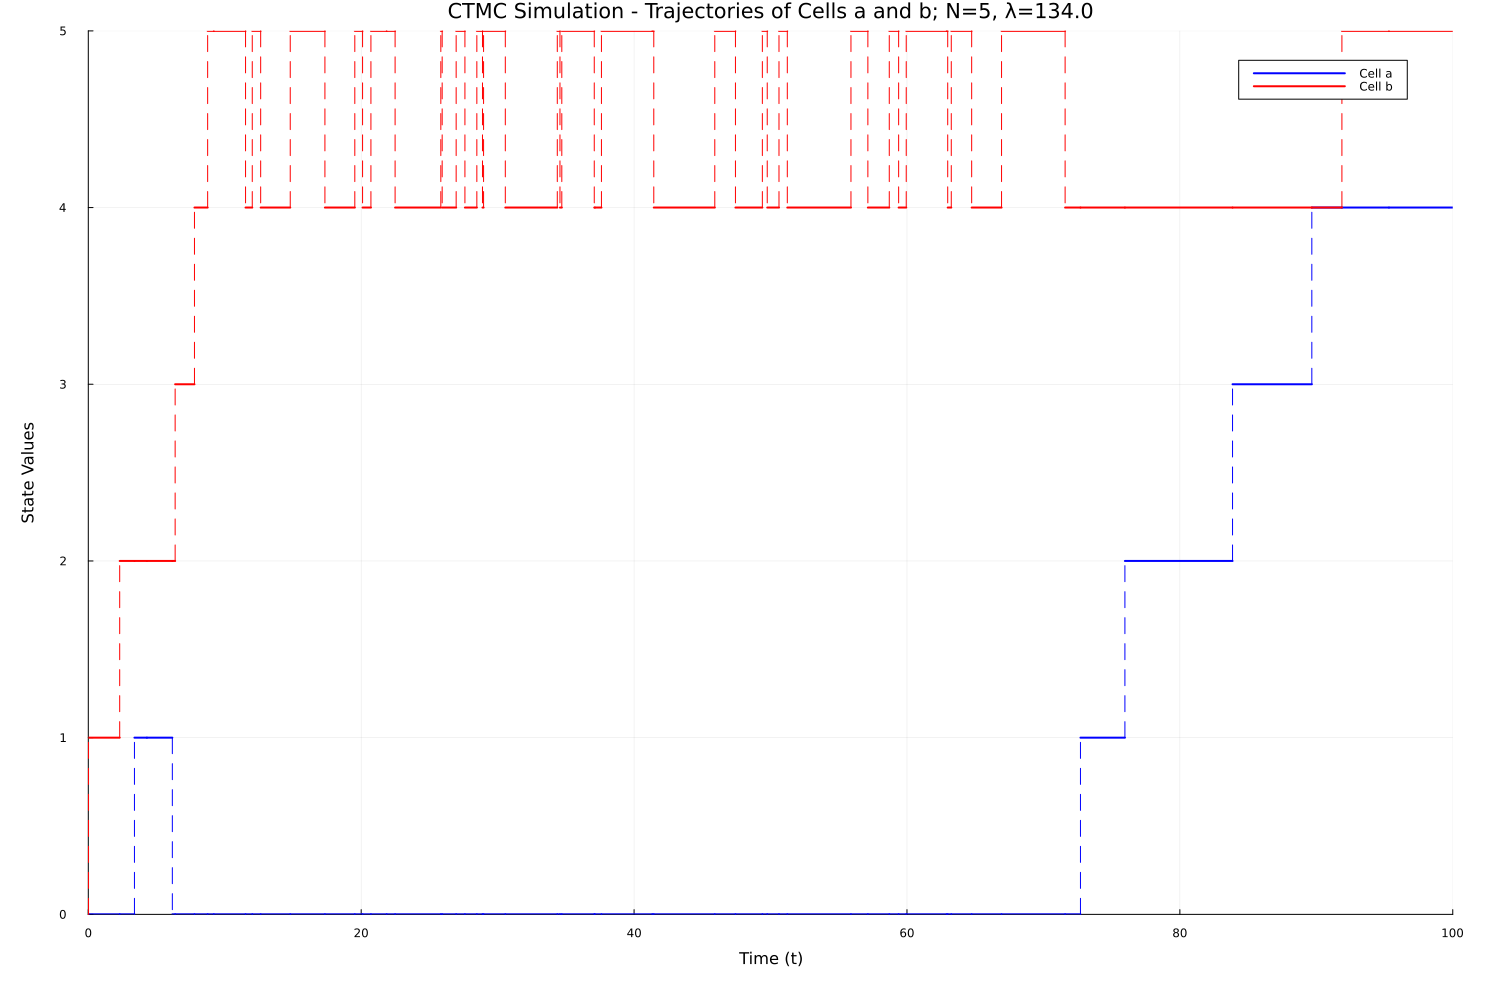 CTMC Simulation - Trajectories of Cells a and b; N=5, λ=134.0
5
Cell a
Cell b
4
3
State Values
2
1
0
0 20 40 60 80 100
Time (t)